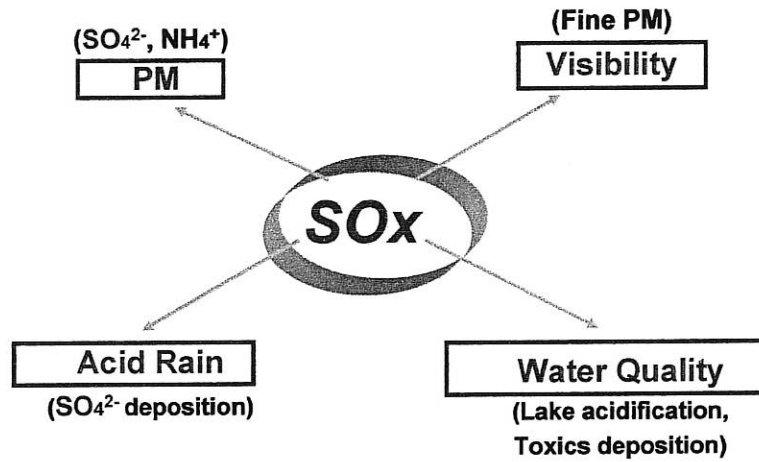 (SO₄²⁻, NH₄⁺)
PM
(Fine PM)
Visibility
SOx
Acid Rain
(SO₄²⁻ deposition)
Water Quality
(Lake acidification,
Toxics deposition)